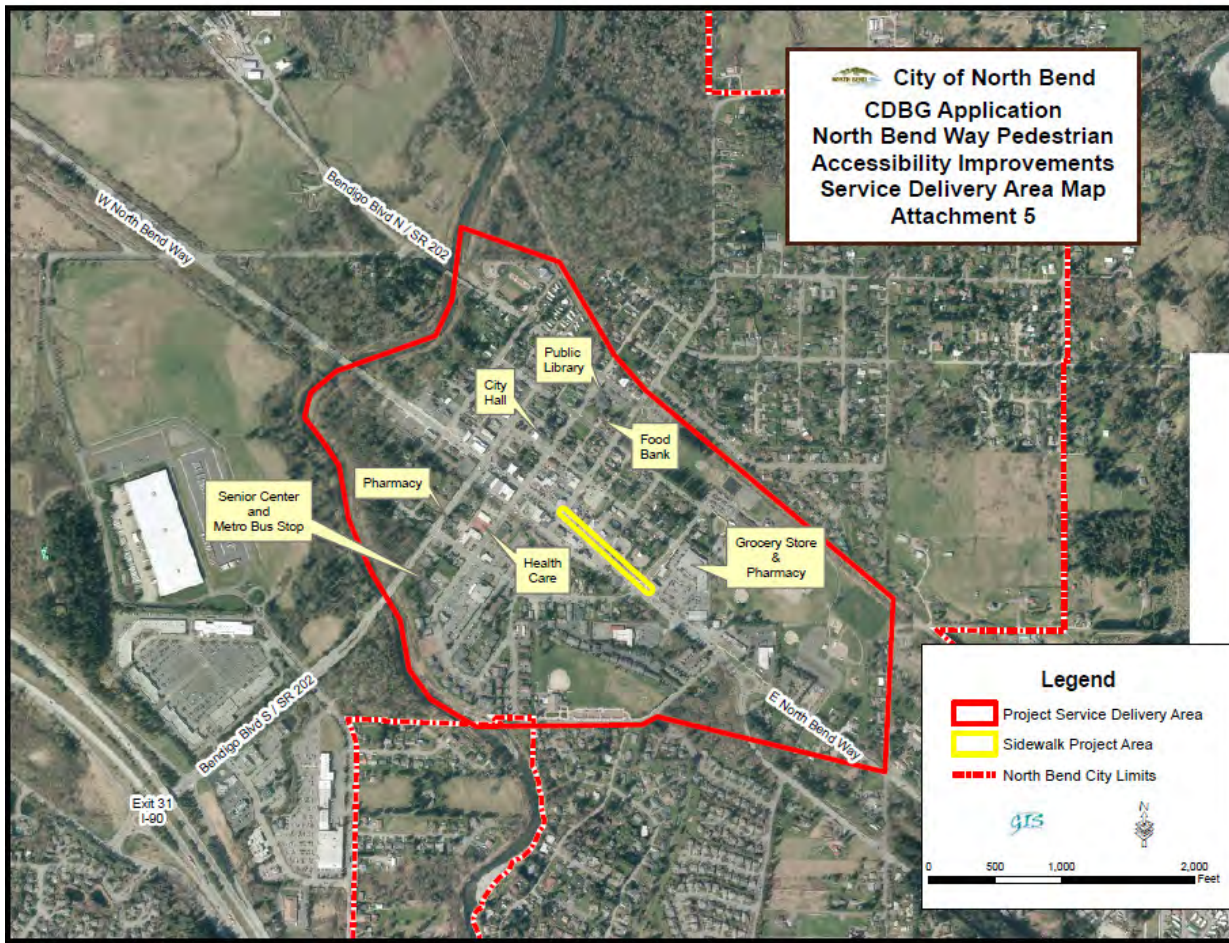 NORTH BEND
City of North Bend
CDBG Application
North Bend Way Pedestrian
Accessibility Improvements
Service Delivery Area Map
Attachment 5
W North Bend Way
Bendigo Blvd N / SR 202
Public
Library
City
Hall
Food
Bank
Pharmacy
Senior Center
and
Metro Bus Stop
Health
Care
Grocery Store
&
Pharmacy
Bendigo Blvd S / SR 202
E North Bend Way
Exit 31
I-90
Legend
Project Service Delivery Area
Sidewalk Project Area
North Bend City Limits
GIS
N
0
500
1,000
2,000
Feet